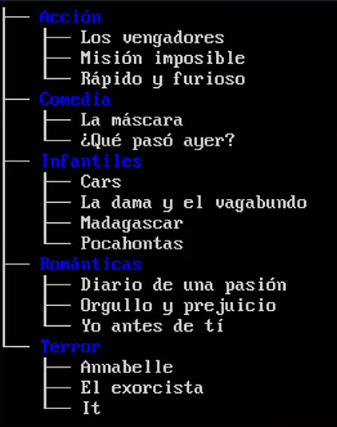 Acción
Los vengadores
Misión imposible
Rápido y furioso
Comedia
La máscara
¿Qué pasó ayer?
Infantiles
Cars
La dama y el vagabundo
Madagascar
Pocahontas
Románticas
Diario de una pasión
Orgullo y prejuicio
Yo antes de tí
Terror
Annabelle
El exorcista
It